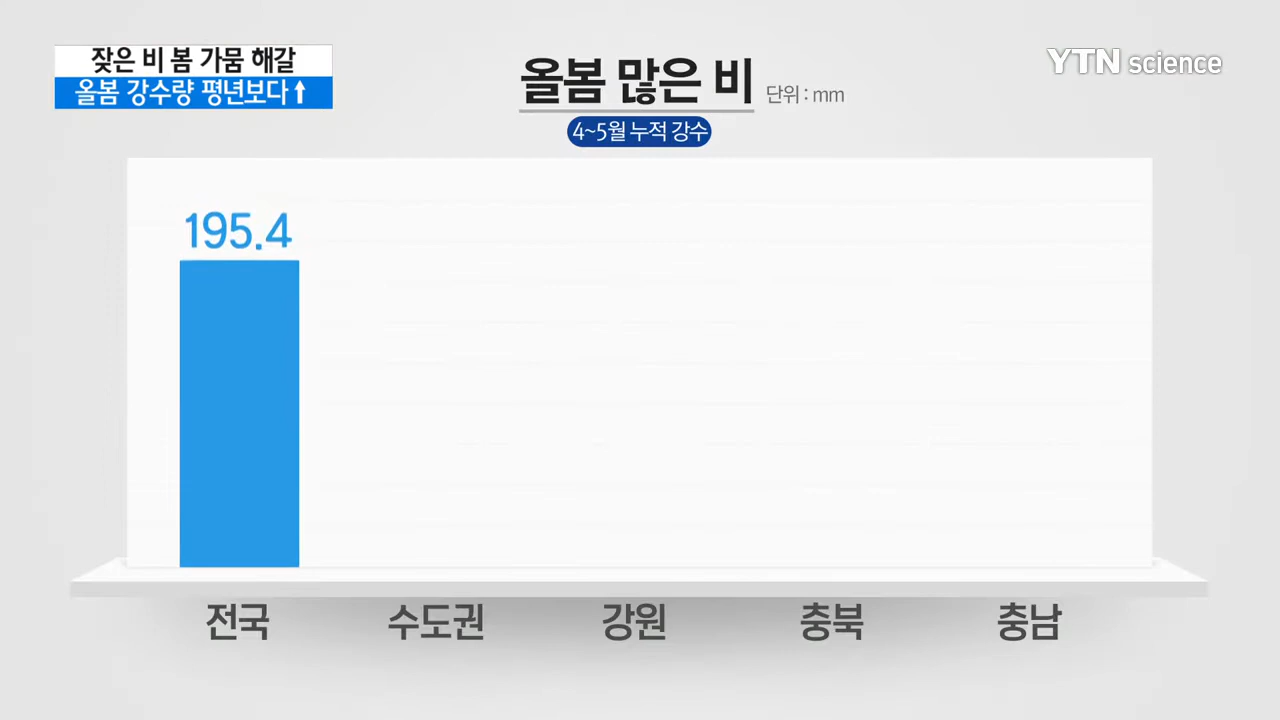 잦은 비 봄 가뭄 해갈
올봄 강수량 평년보다↑
올봄 많은 비 단위 : mm
4~5월 누적 강수
YTN science
195.4
전국 수도권 강원 충북 충남